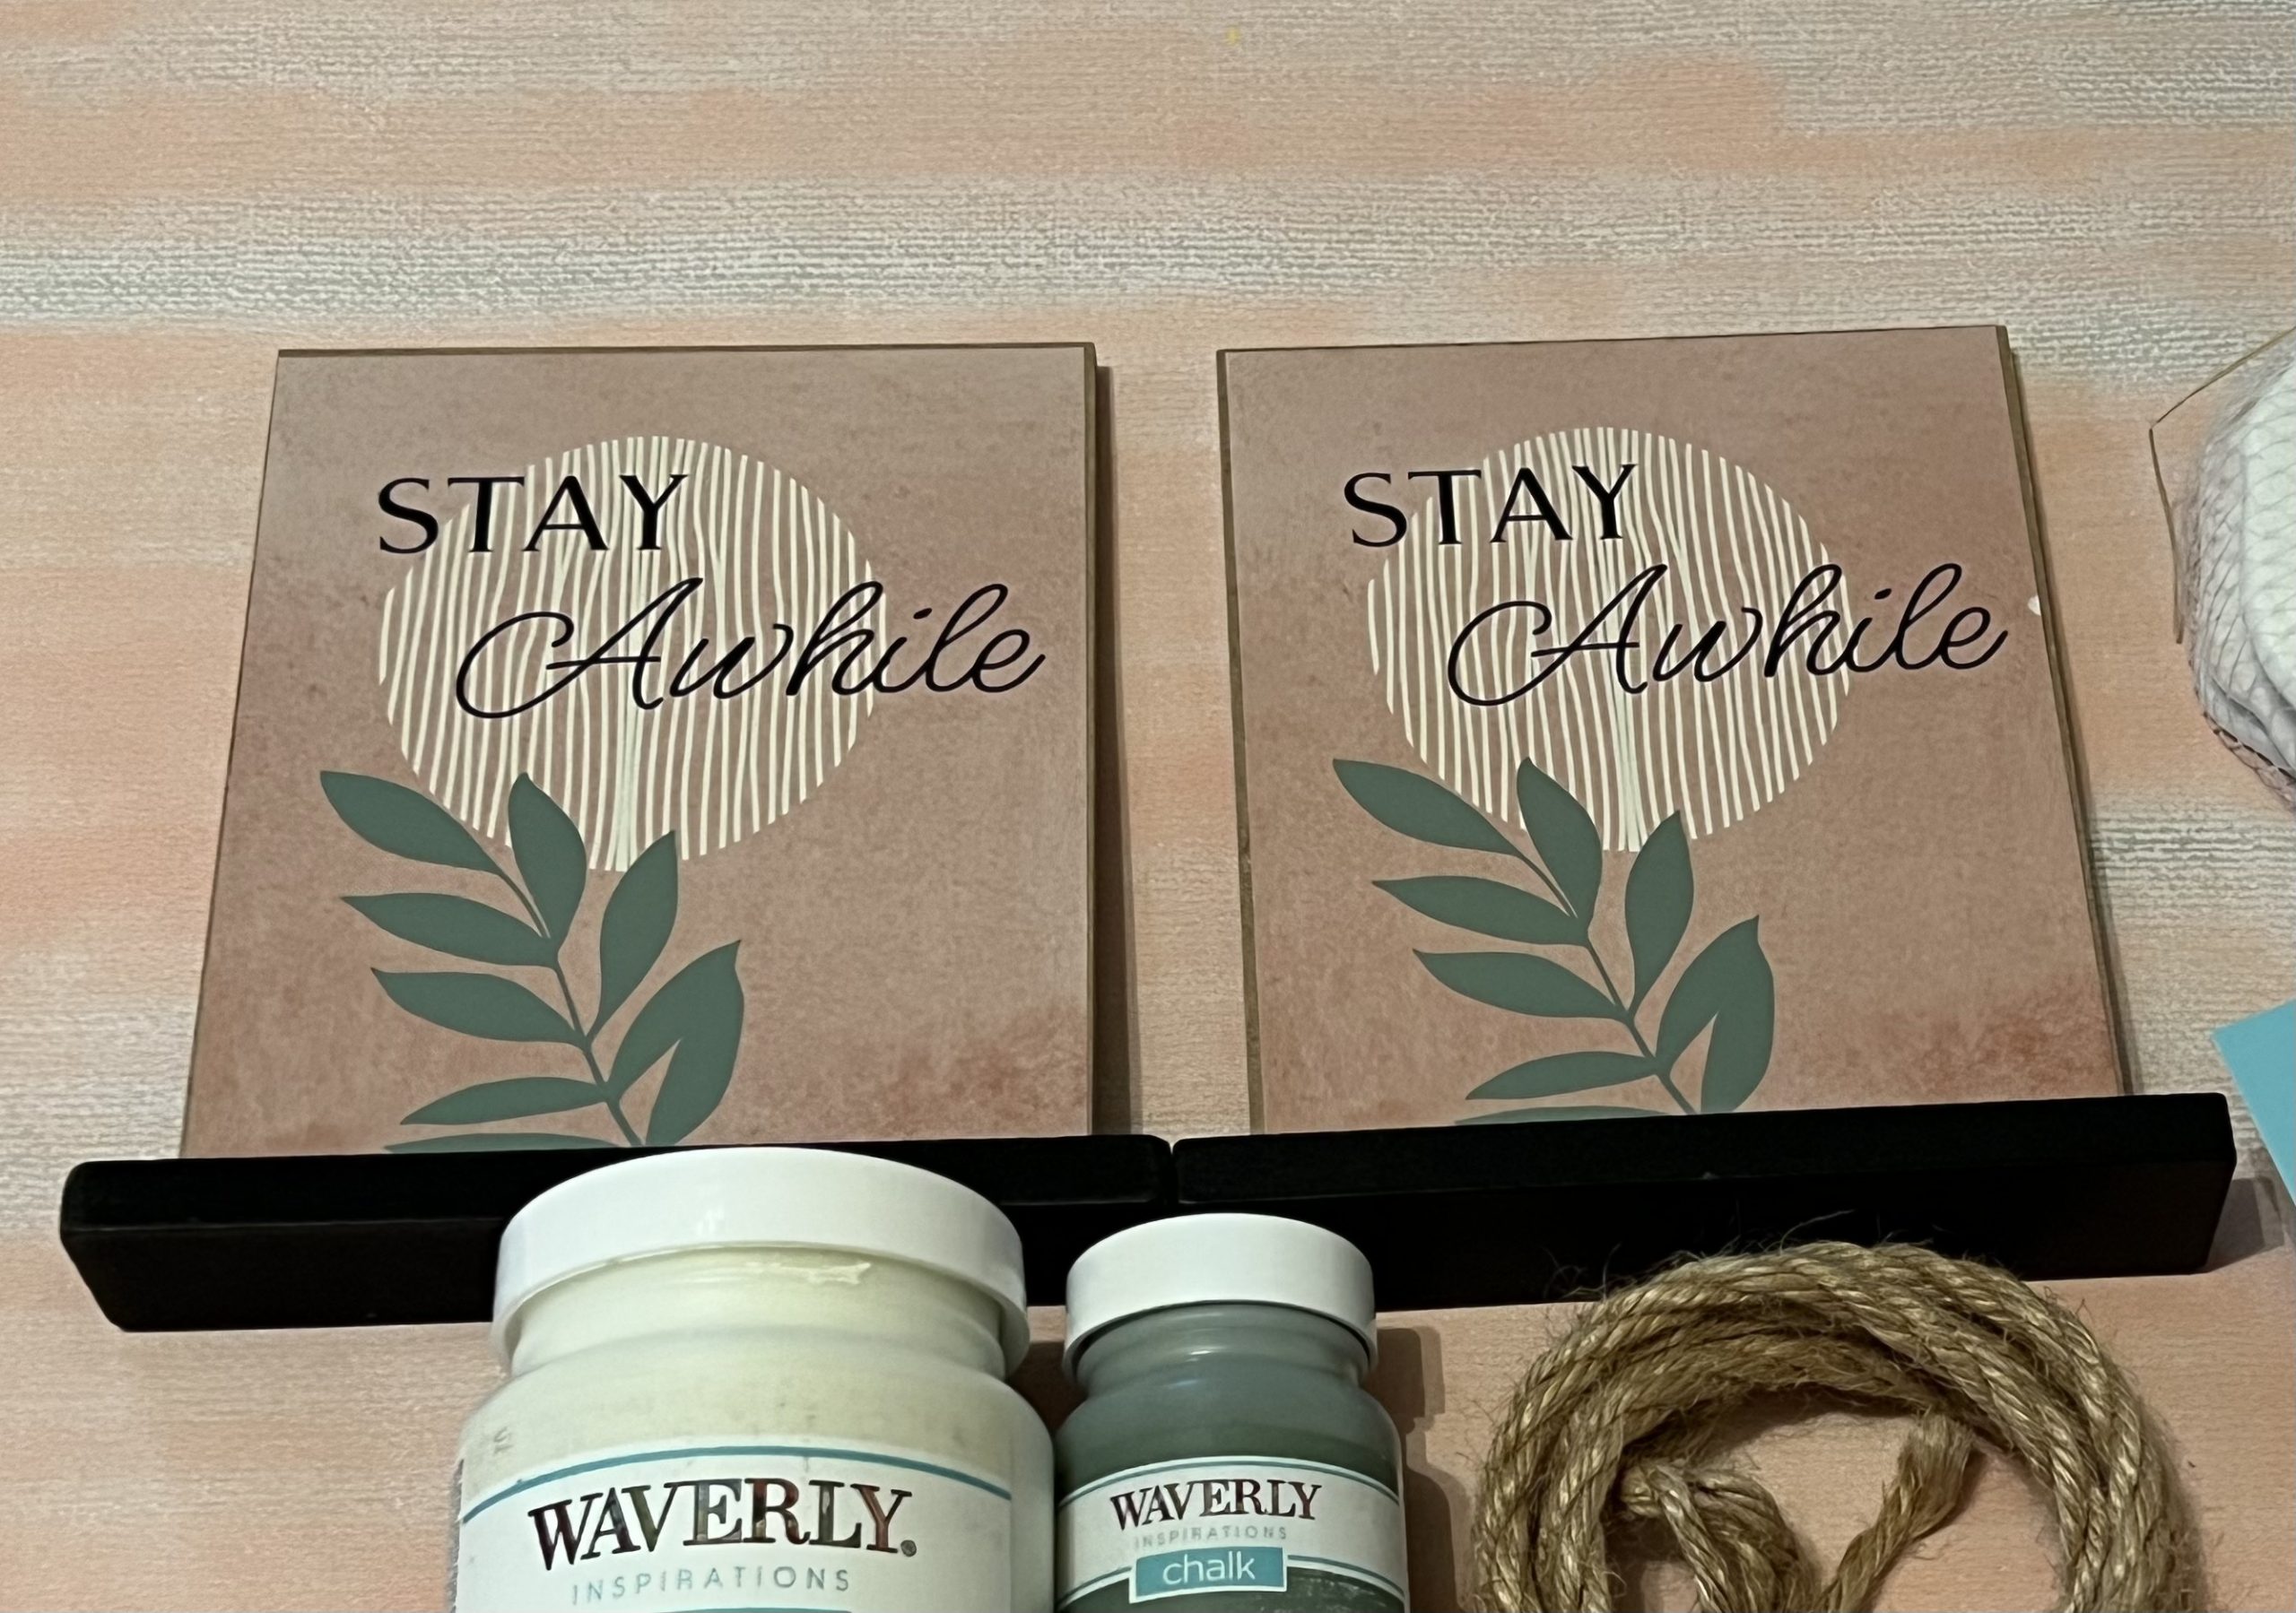 STAY
Awhile
STAY
Awhile
WAVERLY®
INSPIRATIONS
WAVERLY
INSPIRATIONS
chalk